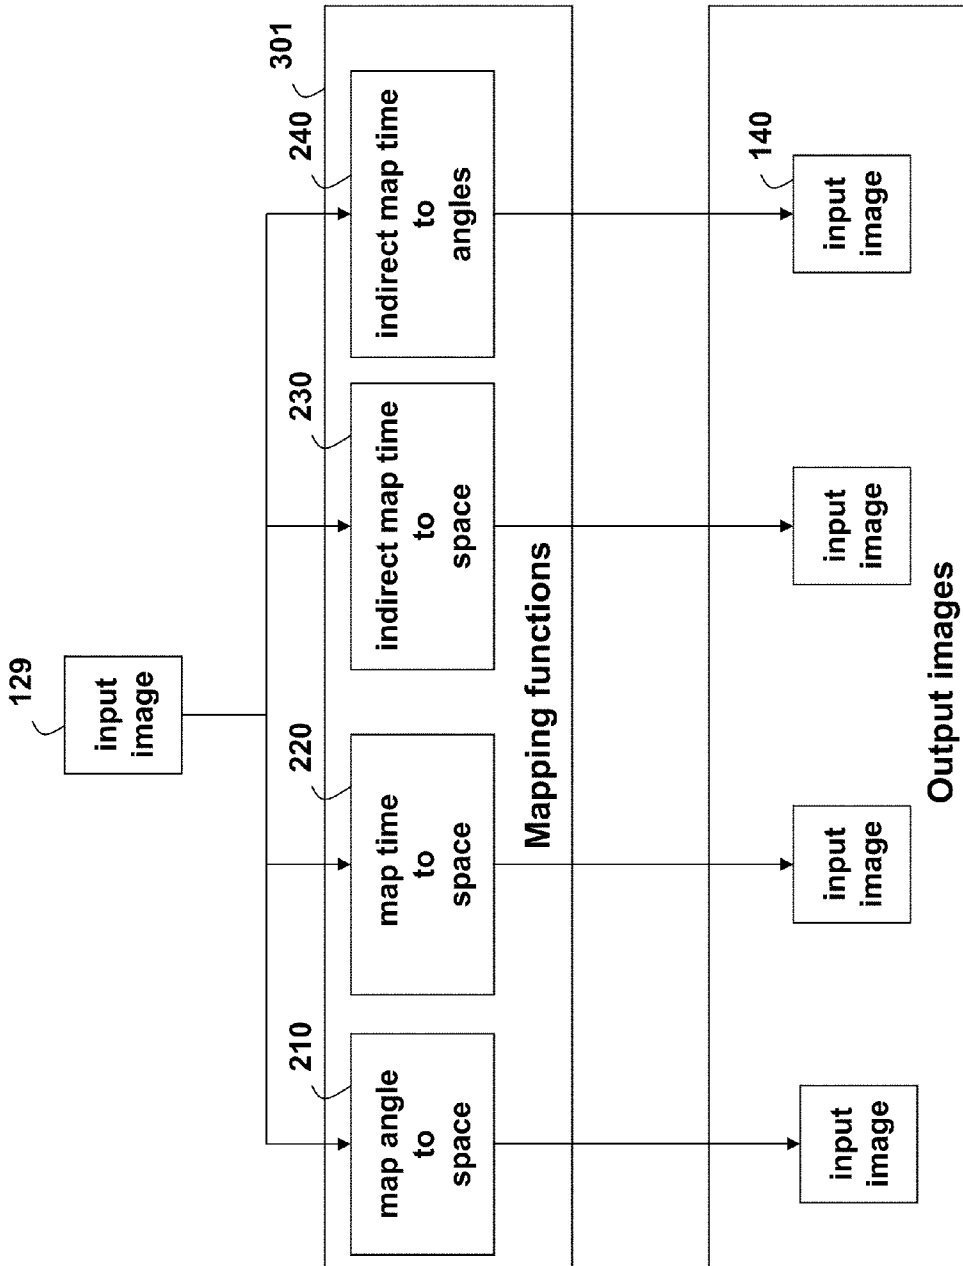 129
input
image
210
220
230
240
301
map angle
to
space
map time
to
space
indirect map time
to
space
indirect map time
to
angles
Mapping functions
140
input
image
input
image
input
image
input
image
Output images